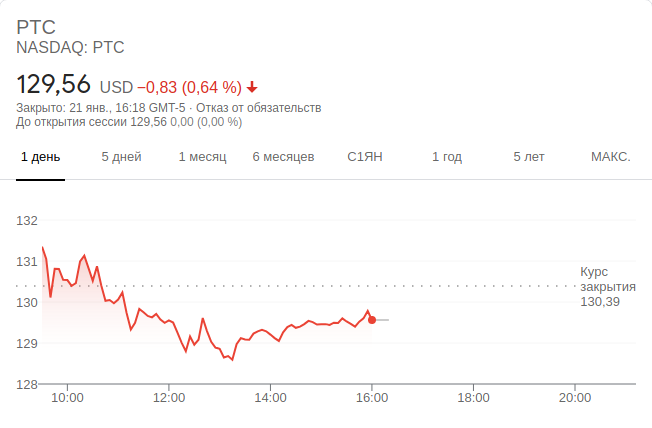 PTC
NASDAQ: PTC
129,56 USD −0,83 (0,64 %)
Закрыто: 21 янв., 16:18 GMT-5 · Отказ от обязательств
До открытия сессии 129,56 0,00 (0,00 %)
1 день 5 дней 1 месяц 6 месяцев С1ЯН 1 год 5 лет МАКС.
132
131
130
129
128
Курс
закрытия
130,39
10:00 12:00 14:00 16:00 18:00 20:00